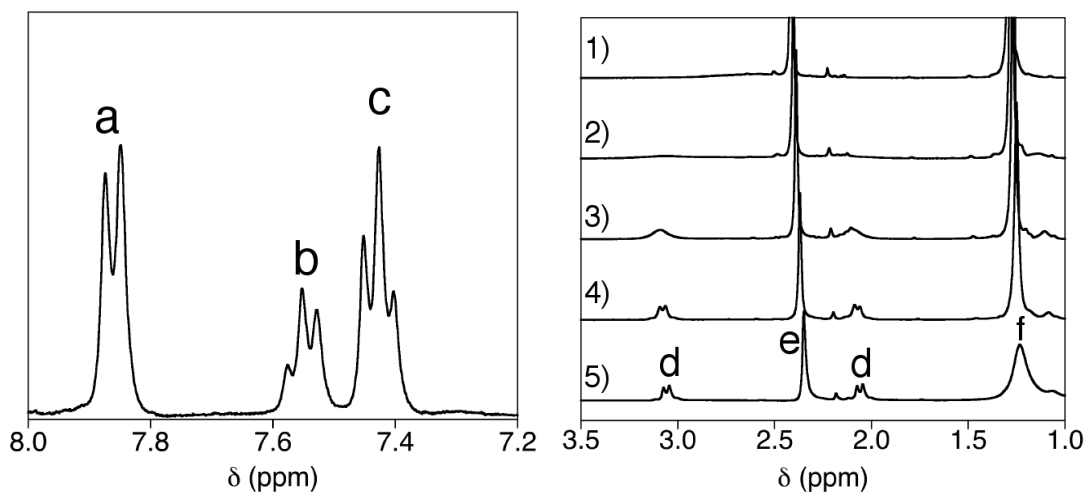 a
b
c
8.0 7.8 7.6 7.4 7.2
δ (ppm)
1)
2)
3)
4)
5)
d
e
d
f
3.5 3.0 2.5 2.0 1.5 1.0
δ (ppm)